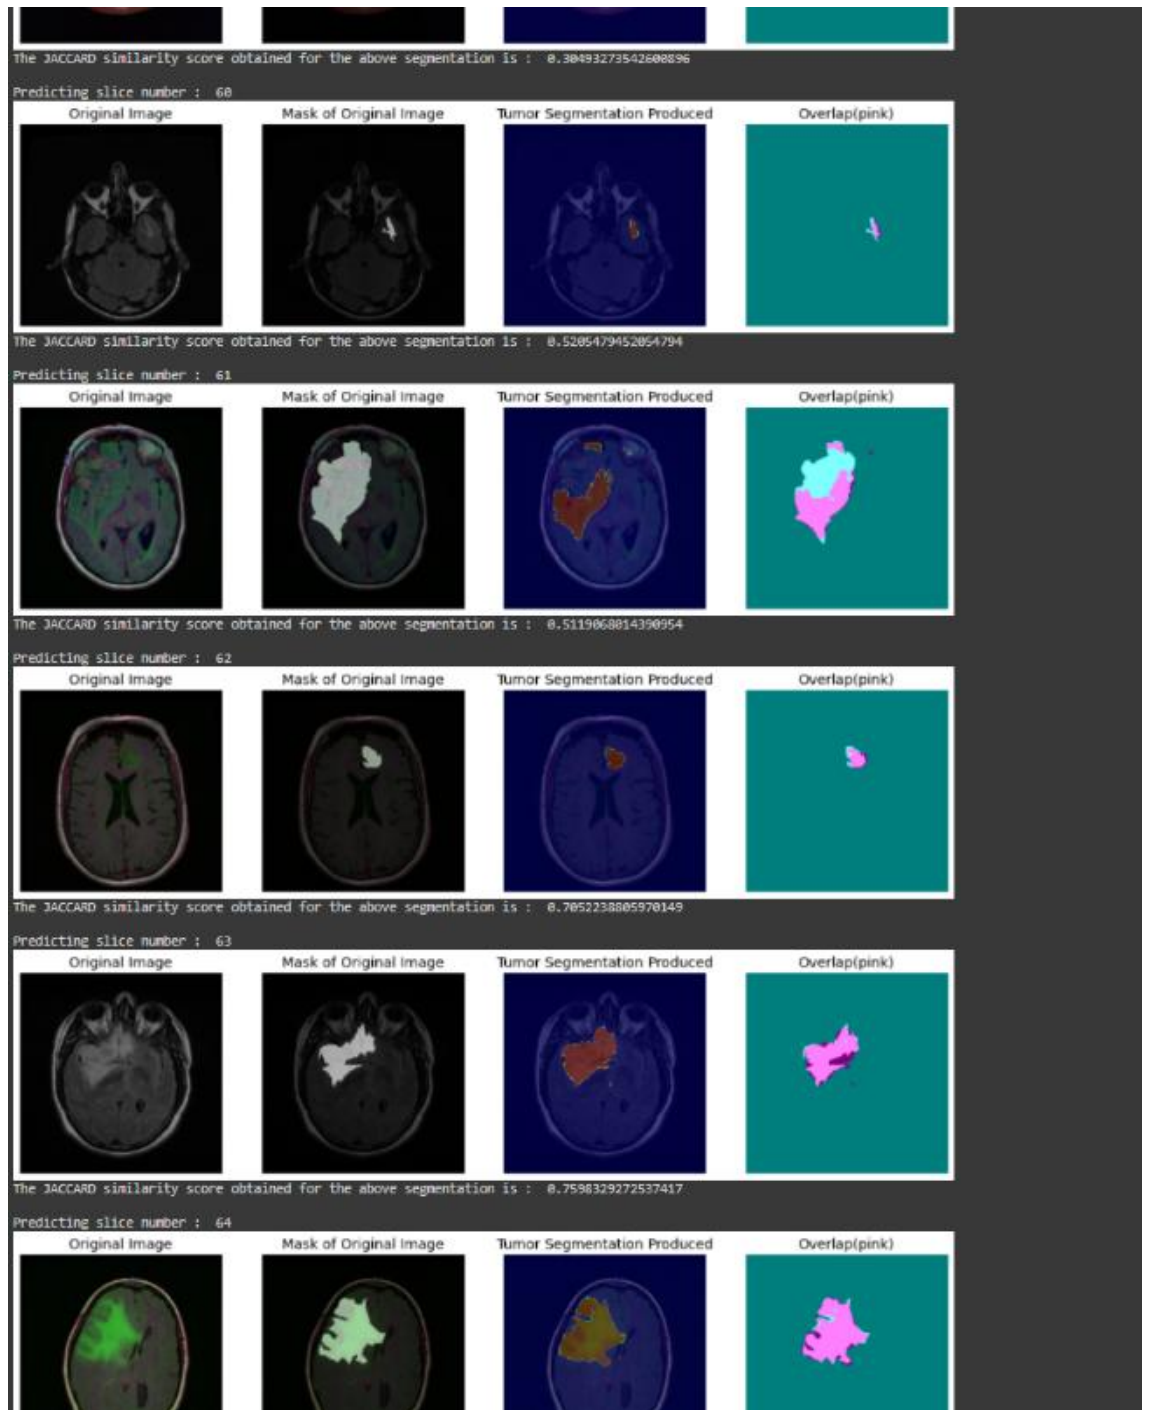 The JACCARD similarity score obtained for the above segmentation is : 0.30493273542600896
Predicting slice number : 60
Original Image Mask of Original Image Tumor Segmentation Produced Overlap(pink)
The JACCARD similarity score obtained for the above segmentation is : 0.5205479452054794
Predicting slice number : 61
Original Image Mask of Original Image Tumor Segmentation Produced Overlap(pink)
The JACCARD similarity score obtained for the above segmentation is : 0.5119068014390954
Predicting slice number : 62
Original Image Mask of Original Image Tumor Segmentation Produced Overlap(pink)
The JACCARD similarity score obtained for the above segmentation is : 0.7052238805970149
Predicting slice number : 63
Original Image Mask of Original Image Tumor Segmentation Produced Overlap(pink)
The JACCARD similarity score obtained for the above segmentation is : 0.7598329272537417
Predicting slice number : 64
Original Image Mask of Original Image Tumor Segmentation Produced Overlap(pink)